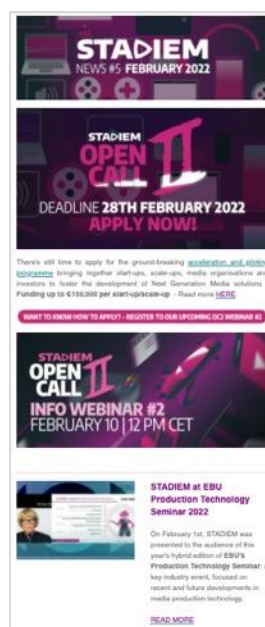 STADIEM
NEWS #5 FEBRUARY 2022
STADIEM
OPEN
CALL II
DEADLINE 28TH FEBRUARY 2022
APPLY NOW!
There's still time to apply for the ground-breaking acceleration and piloting
programme bringing together start-ups, scale-ups, media organisations and
investors to foster the development of Next Generation Media solutions
Funding up to €150,000 per start-up/scale-up - Read more HERE
WANT TO KNOW HOW TO APPLY? - REGISTER TO OUR UPCOMING OC2 WEBINAR #2
STADIEM
OPEN
CALL II
INFO WEBINAR #2
FEBRUARY 10 | 12 PM CET
STADIEM at EBU
Production Technology
Seminar 2022
On February 1st, STADIEM was
presented to the audience of this
year's hybrid edition of EBU's
Production Technology Seminar:
key industry event, focused on
recent and future developments in
media production technology.
READ MORE